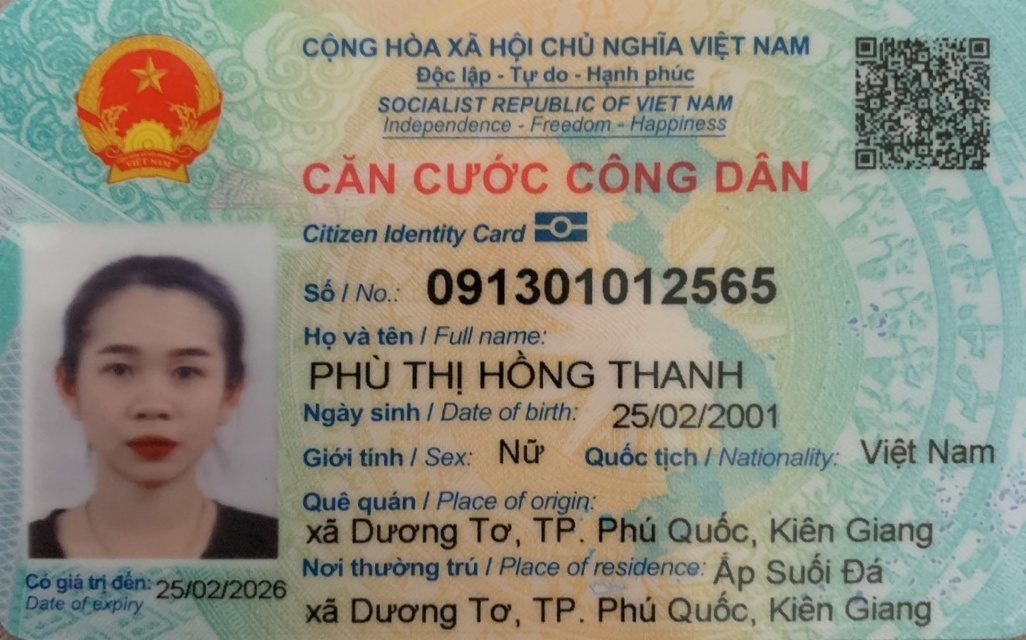 CỘNG HÒA XÃ HỘI CHỦ NGHĨA VIỆT NAM
Độc lập - Tự do - Hạnh phúc
SOCIALIST REPUBLIC OF VIET NAM
Independence - Freedom - Happiness
VIỆT NAM
CĂN CƯỚC CÔNG DÂN
Citizen Identity Card
Số / No.: 091301012565
Họ và tên / Full name:
PHÙ THỊ HỒNG THANH
Ngày sinh / Date of birth: 25/02/2001
Giới tính / Sex: Nữ Quốc tịch / Nationality: Việt Nam
Quê quán / Place of origin:
xã Dương Tơ, TP. Phú Quốc, Kiên Giang
Nơi thường trú / Place of residence: Ấp Suối Đá
xã Dương Tơ, TP. Phú Quốc, Kiên Giang
Có giá trị đến: 25/02/2026
Date of expiry